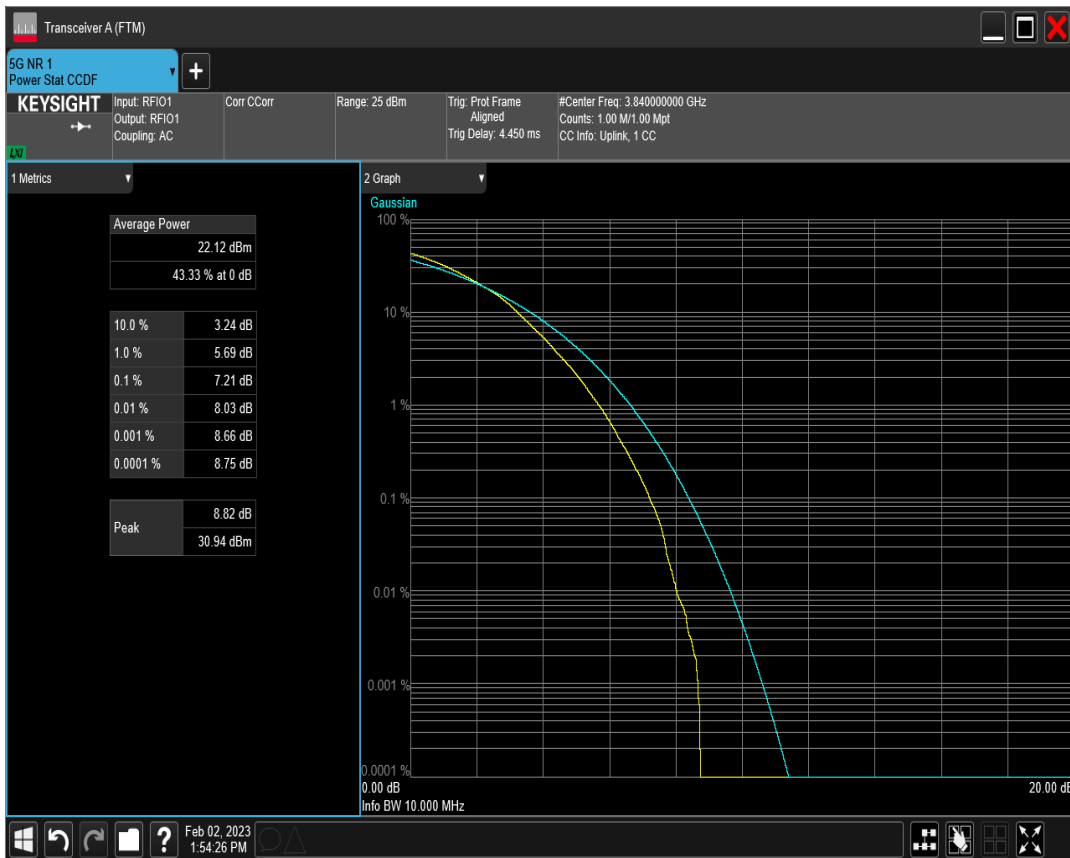 Transceiver A (FTM)
5G NR 1
Power Stat CCDF
KEYSIGHT
LXI
Input: RFIO1
Output: RFIO1
Coupling: AC
Corr CCorr
Range: 25 dBm
Trig: Prot Frame
Aligned
Trig Delay: 4.450 ms
#Center Freq: 3.840000000 GHz
Counts: 1.00 M/1.00 Mpt
CC Info: Uplink, 1 CC
1 Metrics
Average Power
22.12 dBm
43.33 % at 0 dB
10.0 % 3.24 dB
1.0 % 5.69 dB
0.1 % 7.21 dB
0.01 % 8.03 dB
0.001 % 8.66 dB
0.0001 % 8.75 dB
Peak 8.82 dB
30.94 dBm
2 Graph
Gaussian
100 %
10 %
1 %
0.1 %
0.01 %
0.001 %
0.0001 %
0.00 dB 20.00 dB
Info BW 10.000 MHz
Feb 02, 2023
1:54:26 PM